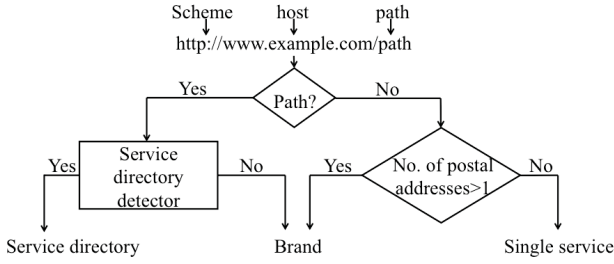 Scheme host path
http://www.example.com/path
Path?
Yes
No
Service
directory
detector
No. of postal
addresses>1
Yes
No
Yes
No
Service directory
Brand
Single service